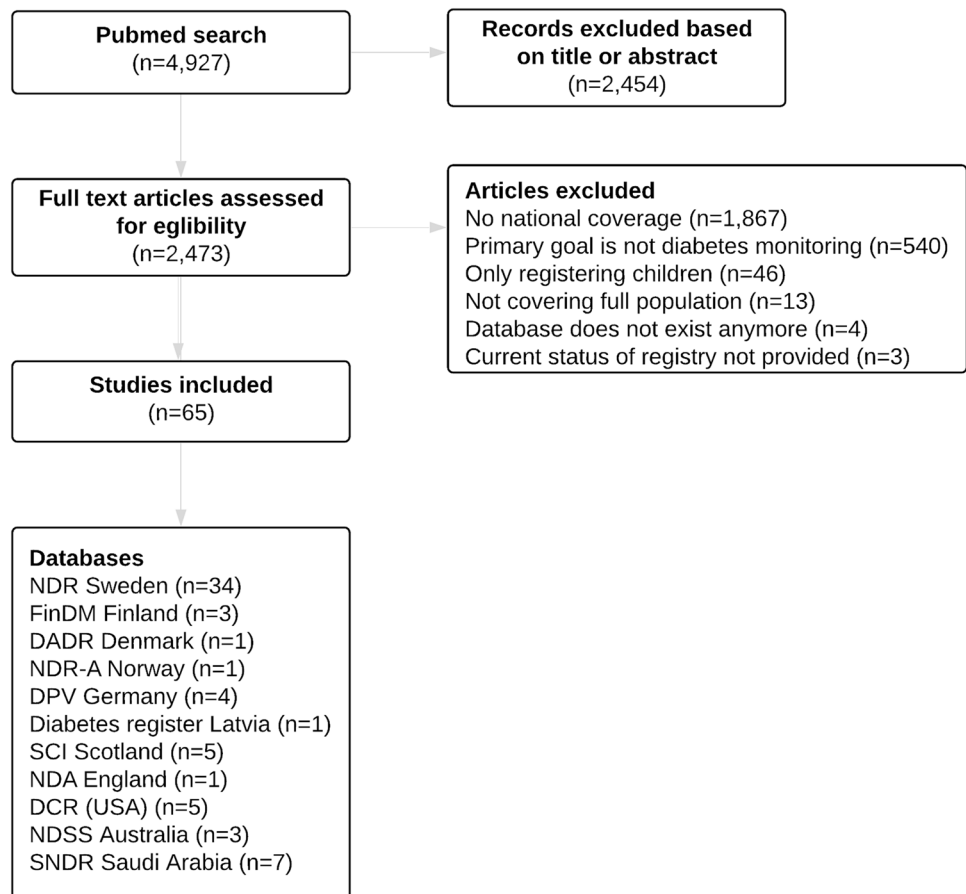 Pubmed search
(n=4,927)
Records excluded based
on title or abstract
(n=2,454)
Full text articles assessed
for eglibility
(n=2,473)
Articles excluded
No national coverage (n=1,867)
Primary goal is not diabetes monitoring (n=540)
Only registering children (n=46)
Not covering full population (n=13)
Database does not exist anymore (n=4)
Current status of registry not provided (n=3)
Studies included
(n=65)
Databases
NDR Sweden (n=34)
FinDM Finland (n=3)
DADR Denmark (n=1)
NDR-A Norway (n=1)
DPV Germany (n=4)
Diabetes register Latvia (n=1)
SCI Scotland (n=5)
NDA England (n=1)
DCR (USA) (n=5)
NDSS Australia (n=3)
SNDR Saudi Arabia (n=7)